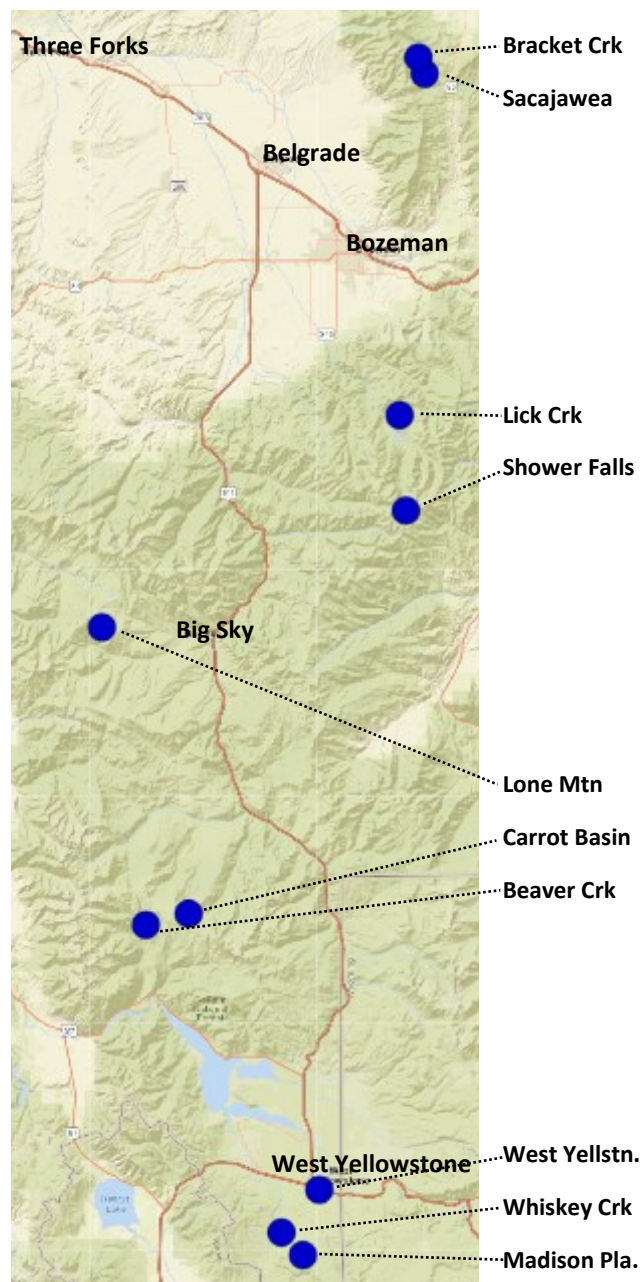 Three Forks
Bracket Crk
Sacajawea
Belgrade
Bozeman
Lick Crk
Shower Falls
Big Sky
Lone Mtn
Carrot Basin
Beaver Crk
West Yellowstone
West Yellstn.
Whiskey Crk
Madison Pla.